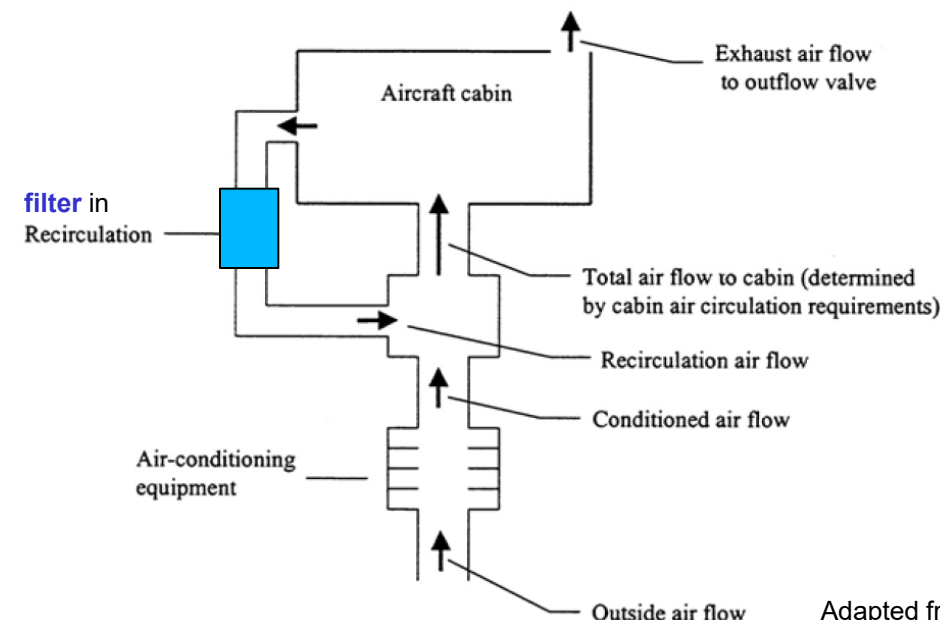 Exhaust air flow
to outflow valve
Aircraft cabin
filter in
Recirculation
Total air flow to cabin (determined
by cabin air circulation requirements)
Recirculation air flow
Conditioned air flow
Air-conditioning
equipment
Outside air flow
Adapted